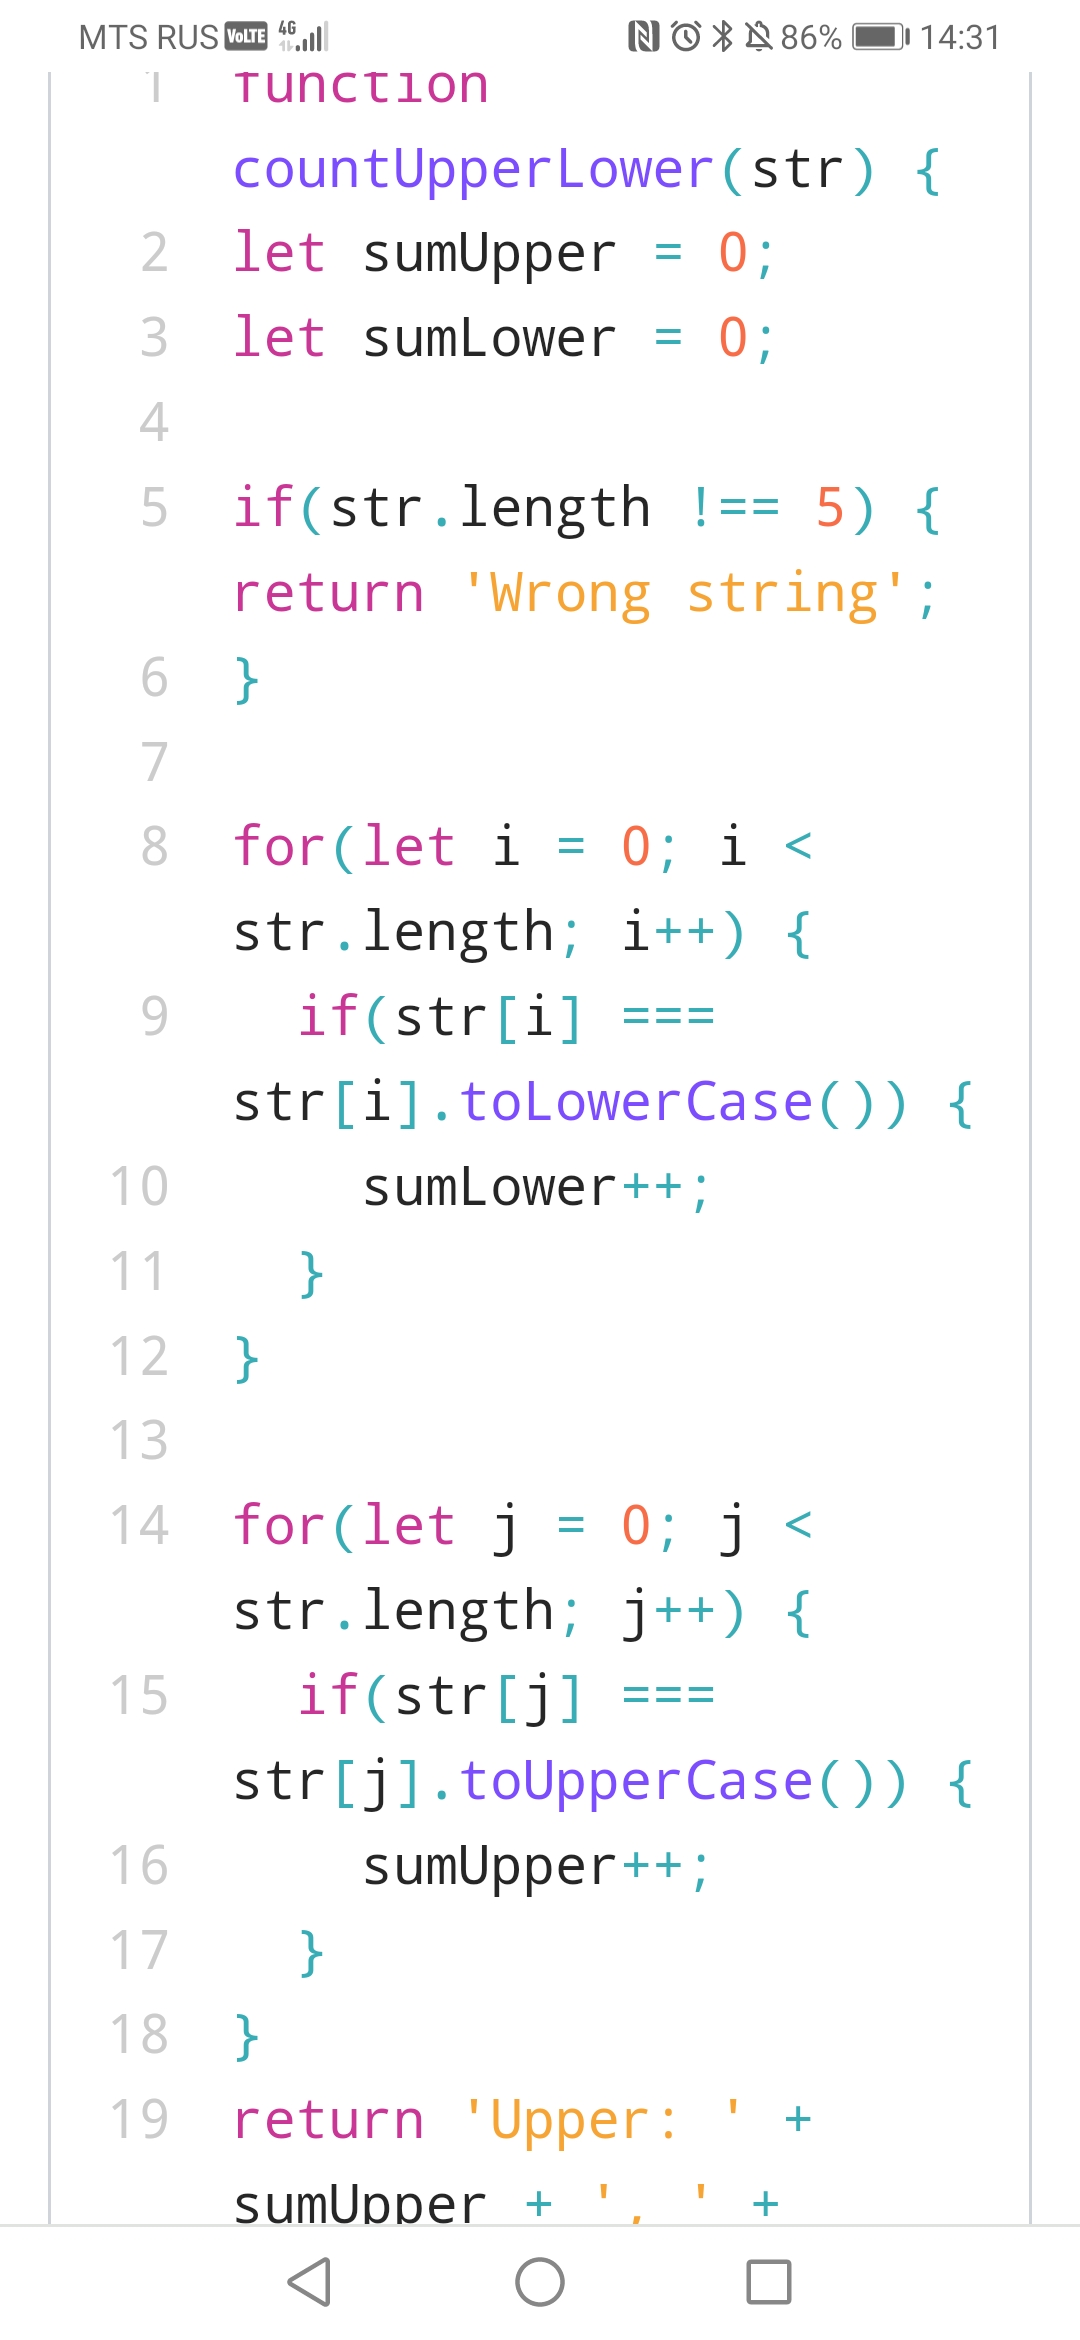 MTS RUS VoLTE 4G 86% 14:31
1 function
countUpperLower(str) {
2 let sumUpper = 0;
3 let sumLower = 0;
4
5 if(str.length !== 5) {
return 'Wrong string';
6 }
7
8 for(let i = 0; i <
str.length; i++) {
9 if(str[i] ===
str[i].toLowerCase()) {
10 sumLower++;
11 }
12 }
13
14 for(let j = 0; j <
str.length; j++) {
15 if(str[j] ===
str[j].toUpperCase()) {
16 sumUpper++;
17 }
18 }
19 return 'Upper: ' +
sumUpper + ', ' +